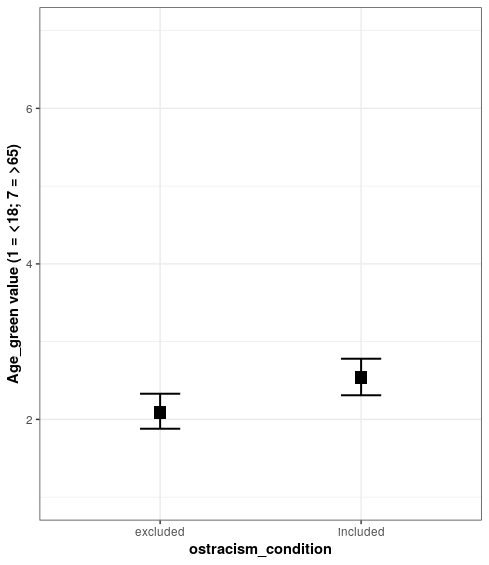 Age_green value (1 = <18; 7 = >65)
6
4
2
excluded included
ostracism_condition